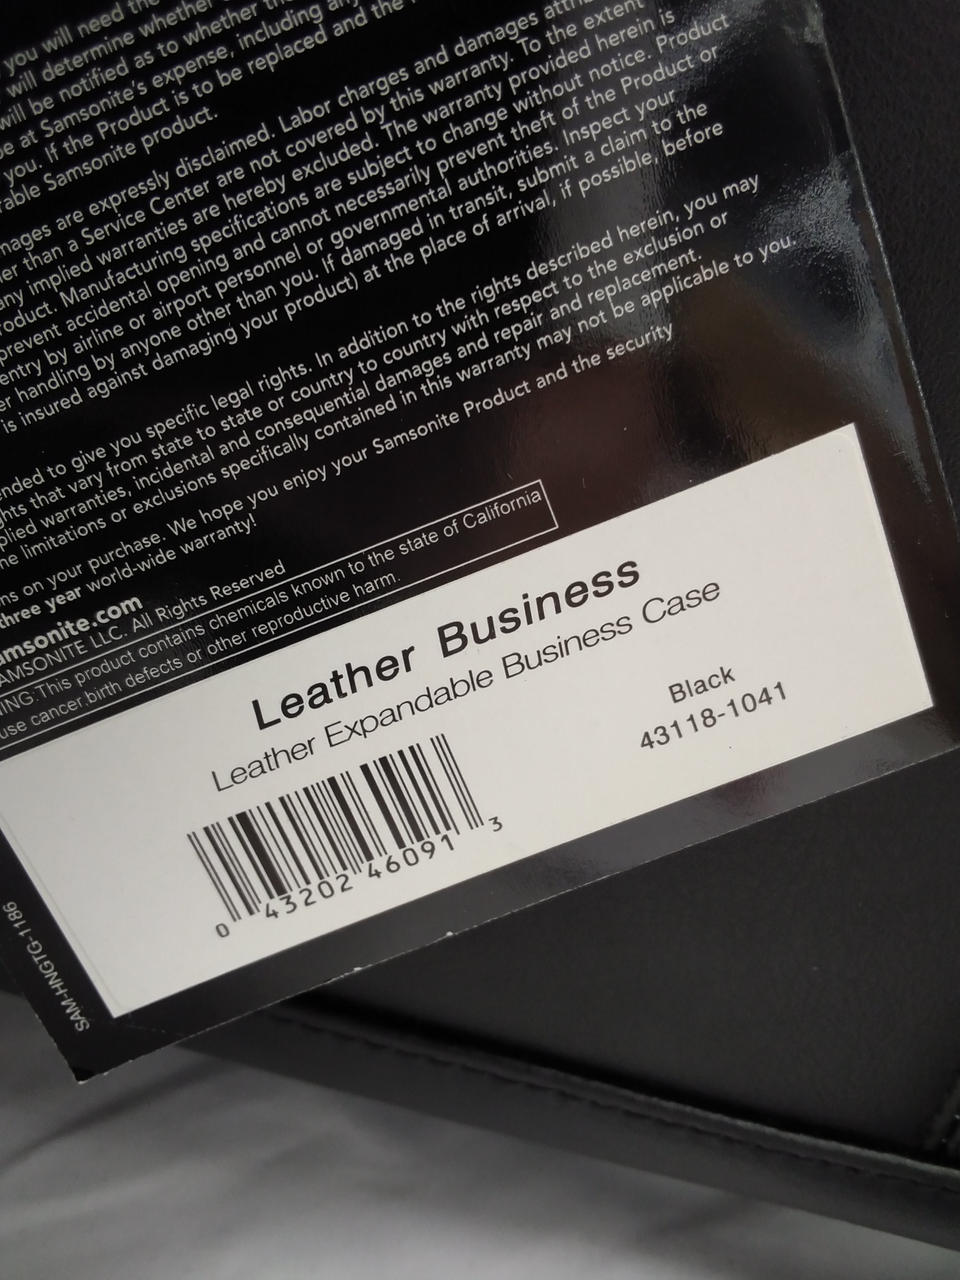 you will need the
will determine whether
will be notified as to whether
be at Samsonite's expense, including any
you. If the Product is to be replaced and the
rable Samsonite product.
mages are expressly disclaimed. Labor charges and damages
er than a Service Center are not covered by this warranty. To the extent
any implied warranties are hereby excluded. The warranty provided herein is
roduct. Manufacturing specifications are subject to change without notice. Product
prevent accidental opening and cannot necessarily prevent theft of the Product or
entry by airline or airport personnel or governmental authorities. Inspect your
er handling by anyone other than you. If damaged in transit, submit a claim to the
is insured against damaging your product) at the place of arrival, if possible, before
ended to give you specific legal rights. In addition to the rights described herein, you may
ghts that vary from state to state or country to country with respect to the exclusion or
plied warranties, incidental and consequential damages and repair and replacement.
he limitations or exclusions specifically contained in this warranty may not be applicable to you.
ns on your purchase. We hope you enjoy your Samsonite Product and the security
three year world-wide warranty!
amsonite.com
AMSONITE LLC. All Rights Reserved
NING:This product contains chemicals known to the state of California
use cancer,birth defects or other reproductive harm.
Leather Business
Leather Expandable Business Case
Black
43118-1041
0 43202 46091 3
SAM-HNGTG-1186